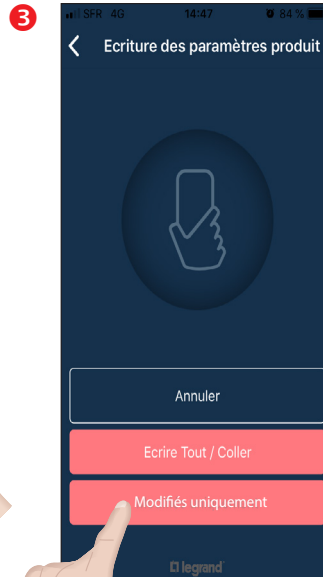 3
SFR 4G 14:47 84 %
Ecriture des paramètres produit
Annuler
Ecrire Tout / Coller
Modifiés uniquement
legrand